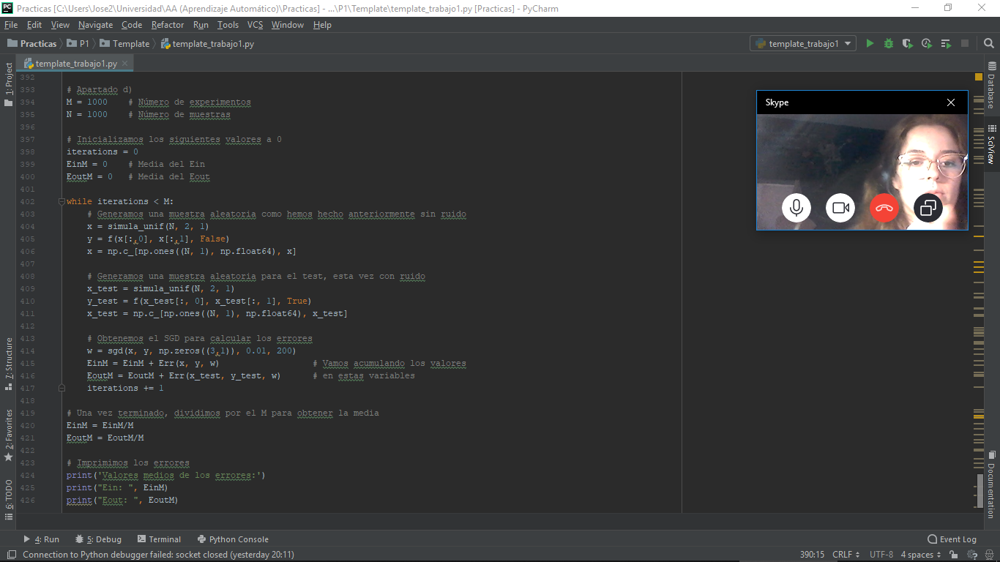 Practicas [C:\Users\Jose2\Universidad\AA (Aprendizaje Automático)\Practicas] - ...\P1\Template\template_trabajo1.py [Practicas] - PyCharm
File Edit View Navigate Code Refactor Run Tools VCS Window Help
Practicas P1 Template template_trabajo1.py
template_trabajo1
template_trabajo1.py
1: Project
7: Structure
2: Favorites
6: TODO
392
393 # Apartado d)
394 M = 1000 # Número de experimentos
395 N = 1000 # Número de muestras
396
397 # Inicializamos los siguientes valores a 0
398 iterations = 0
399 EinM = 0 # Media del Ein
400 EoutM = 0 # Media del Eout
401
402 while iterations < M:
403 # Generamos una muestra aleatoria como hemos hecho anteriormente sin ruido
404 x = simula_unif(N, 2, 1)
405 y = f(x[:,0], x[:,1], False)
406 x = np.c_[np.ones((N, 1), np.float64), x]
407
408 # Generamos una muestra aleatoria para el test, esta vez con ruido
409 x_test = simula_unif(N, 2, 1)
410 y_test = f(x_test[:, 0], x_test[:, 1], True)
411 x_test = np.c_[np.ones((N, 1), np.float64), x_test]
412
413 # Obtenemos el SGD para calcular los errores
414 w = sgd(x, y, np.zeros((3,1)), 0.01, 200)
415 EinM = EinM + Err(x, y, w) # Vamos acumulando los valores
416 EoutM = EoutM + Err(x_test, y_test, w) # en estas variables
417 iterations += 1
418
419 # Una vez terminado, dividimos por el M para obtener la media
420 EinM = EinM/M
421 EoutM = EoutM/M
422
423 # Imprimimos los errores
424 print('Valores medios de los errores:')
425 print("Ein: ", EinM)
426 print("Eout: ", EoutM)
Skype
Database
SciView
Documentation
4: Run 5: Debug Terminal Python Console Event Log
Connection to Python debugger failed: socket closed (yesterday 20:11) 390:15 CRLF UTF-8 4 spaces